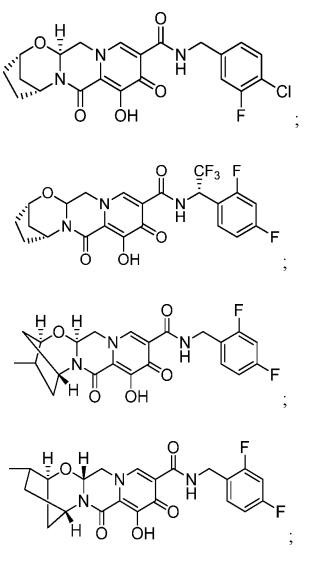 H O
O N N
N H
N O Cl
O OH F
;
O CF₃ F
O N N
N H
N O F
O OH
;
H H O F
O N N
N H
N O F
H O OH
;
H H O F
O N N
N H
N O F
H O OH
;